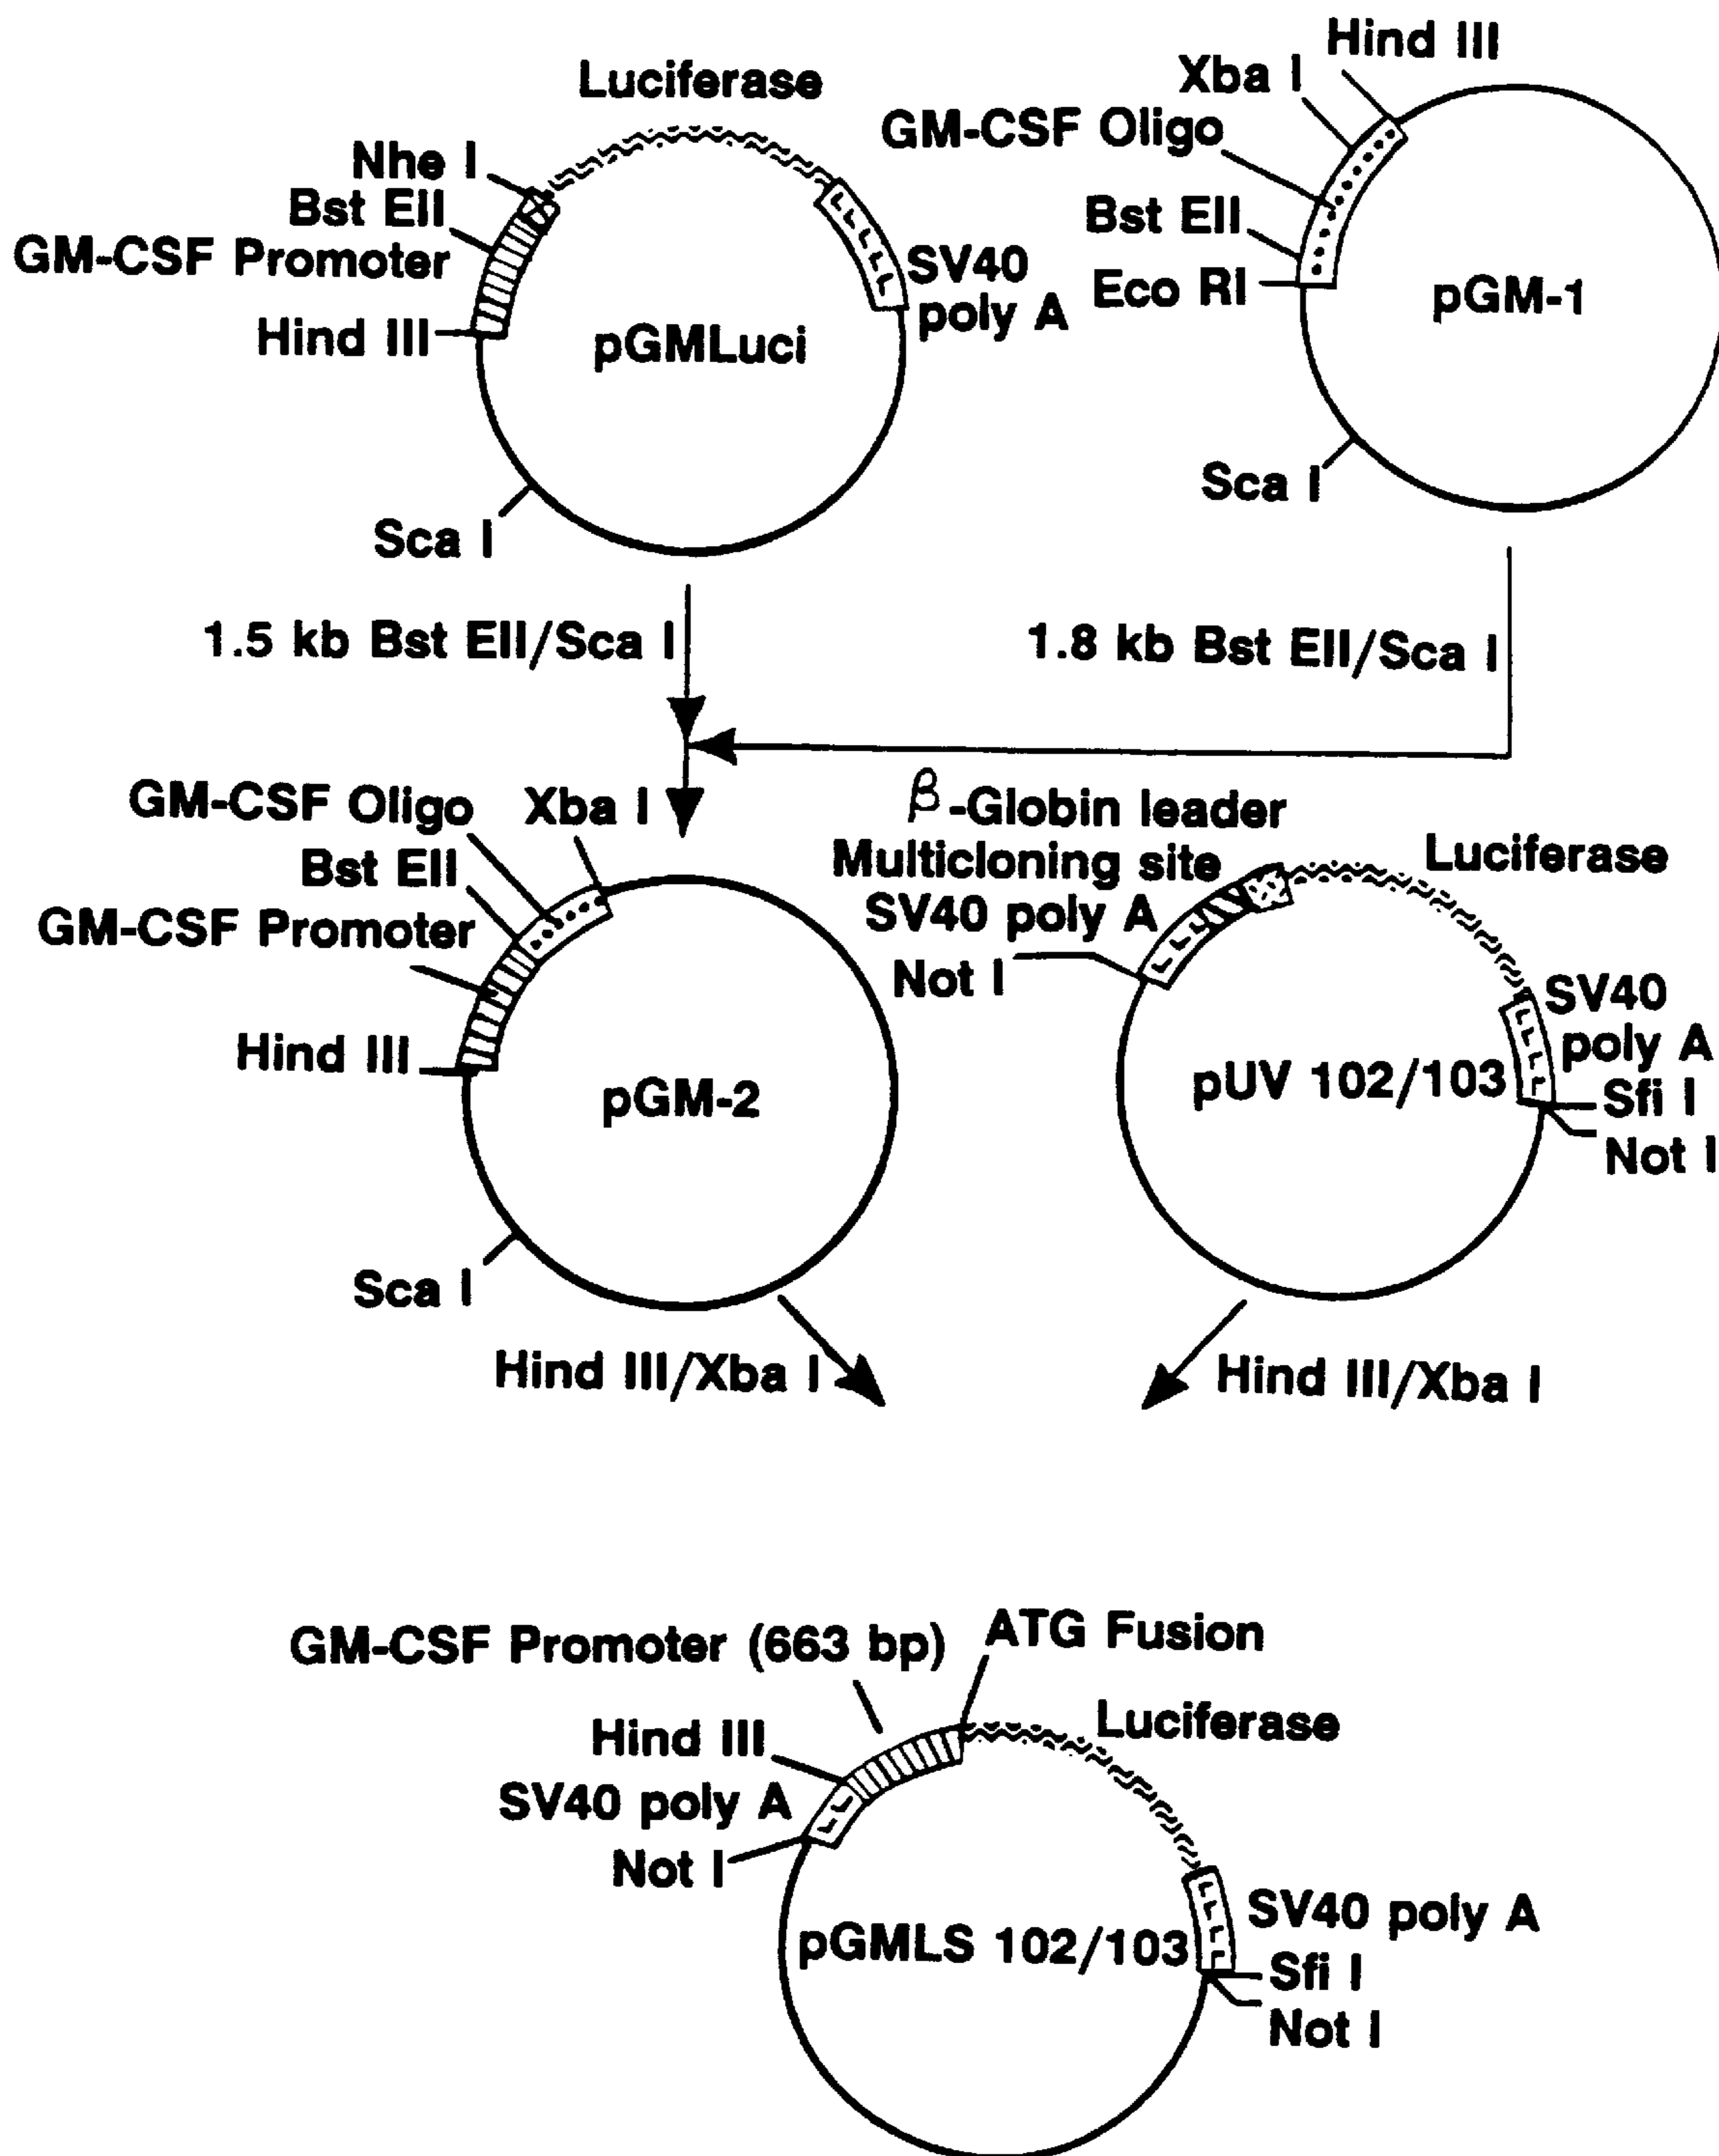 Luciferase
Nhe I
Bst EII
GM-CSF Promoter
Hind III
SV40
poly A
pGMLuci
Sca I
Hind III
Xba I
GM-CSF Oligo
Bst EII
Eco RI
pGM-1
Sca I
1.5 kb Bst EII/Sca I
1.8 kb Bst EII/Sca I
GM-CSF Oligo
Xba I
Bst EII
GM-CSF Promoter
Hind III
pGM-2
Sca I
β-Globin leader
Multicloning site
SV40 poly A
Not I
Luciferase
SV40
poly A
Sfi I
Not I
pUV 102/103
Hind III/Xba I
Hind III/Xba I
GM-CSF Promoter (663 bp)
ATG Fusion
Hind III
Luciferase
SV40 poly A
Not I
pGMLS 102/103
SV40 poly A
Sfi I
Not I